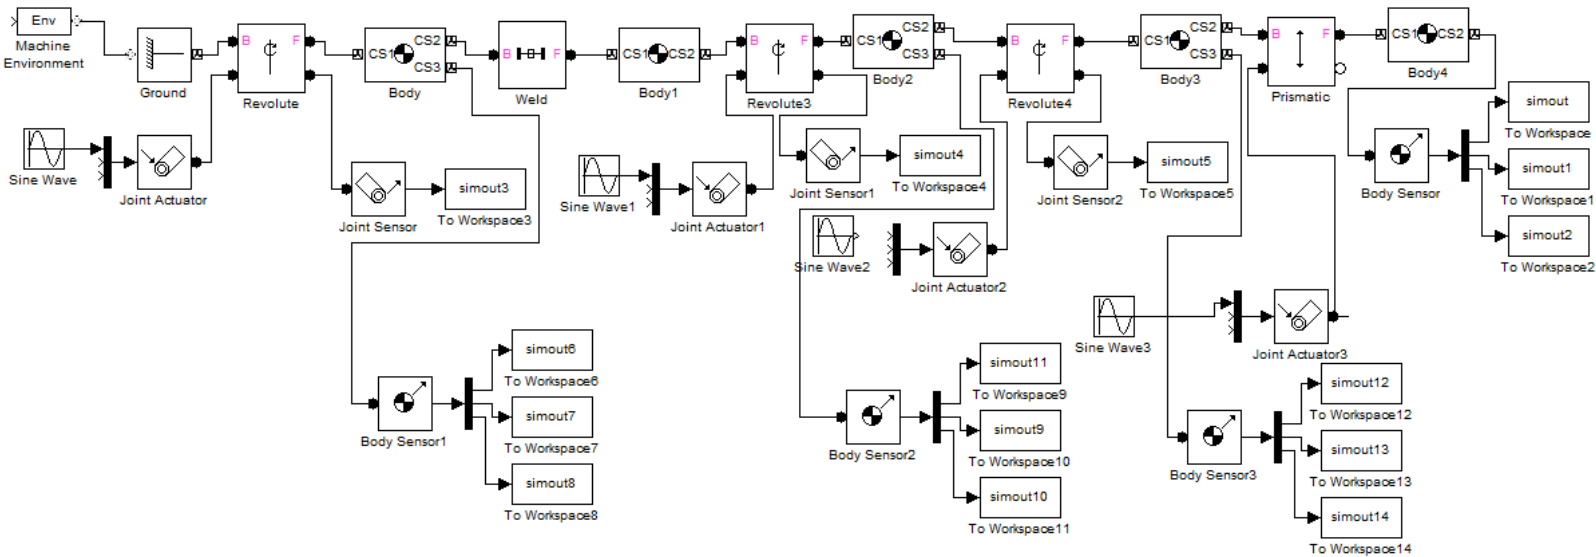 Env
Machine
Environment
Ground
B
F
Revolute
CS1
CS2
CS3
Body
B
F
Weld
CS1
CS2
Body1
B
F
Revolute3
CS1
CS2
CS3
Body2
B
F
Revolute4
CS1
CS2
CS3
Body3
B
F
Prismatic
CS1
CS2
Body4
Sine Wave
Joint Actuator
Joint Sensor
simout3
To Workspace3
Sine Wave1
Joint Actuator1
Joint Sensor1
simout4
To Workspace4
Sine Wave2
Joint Actuator2
Joint Sensor2
simout5
To Workspace5
Body Sensor
simout
To Workspace
simout1
To Workspace1
simout2
To Workspace2
Sine Wave3
Joint Actuator3
Body Sensor1
simout6
To Workspace6
simout7
To Workspace7
simout8
To Workspace8
Body Sensor2
simout11
To Workspace9
simout9
To Workspace10
simout10
To Workspace11
Body Sensor3
simout12
To Workspace12
simout13
To Workspace13
simout14
To Workspace14